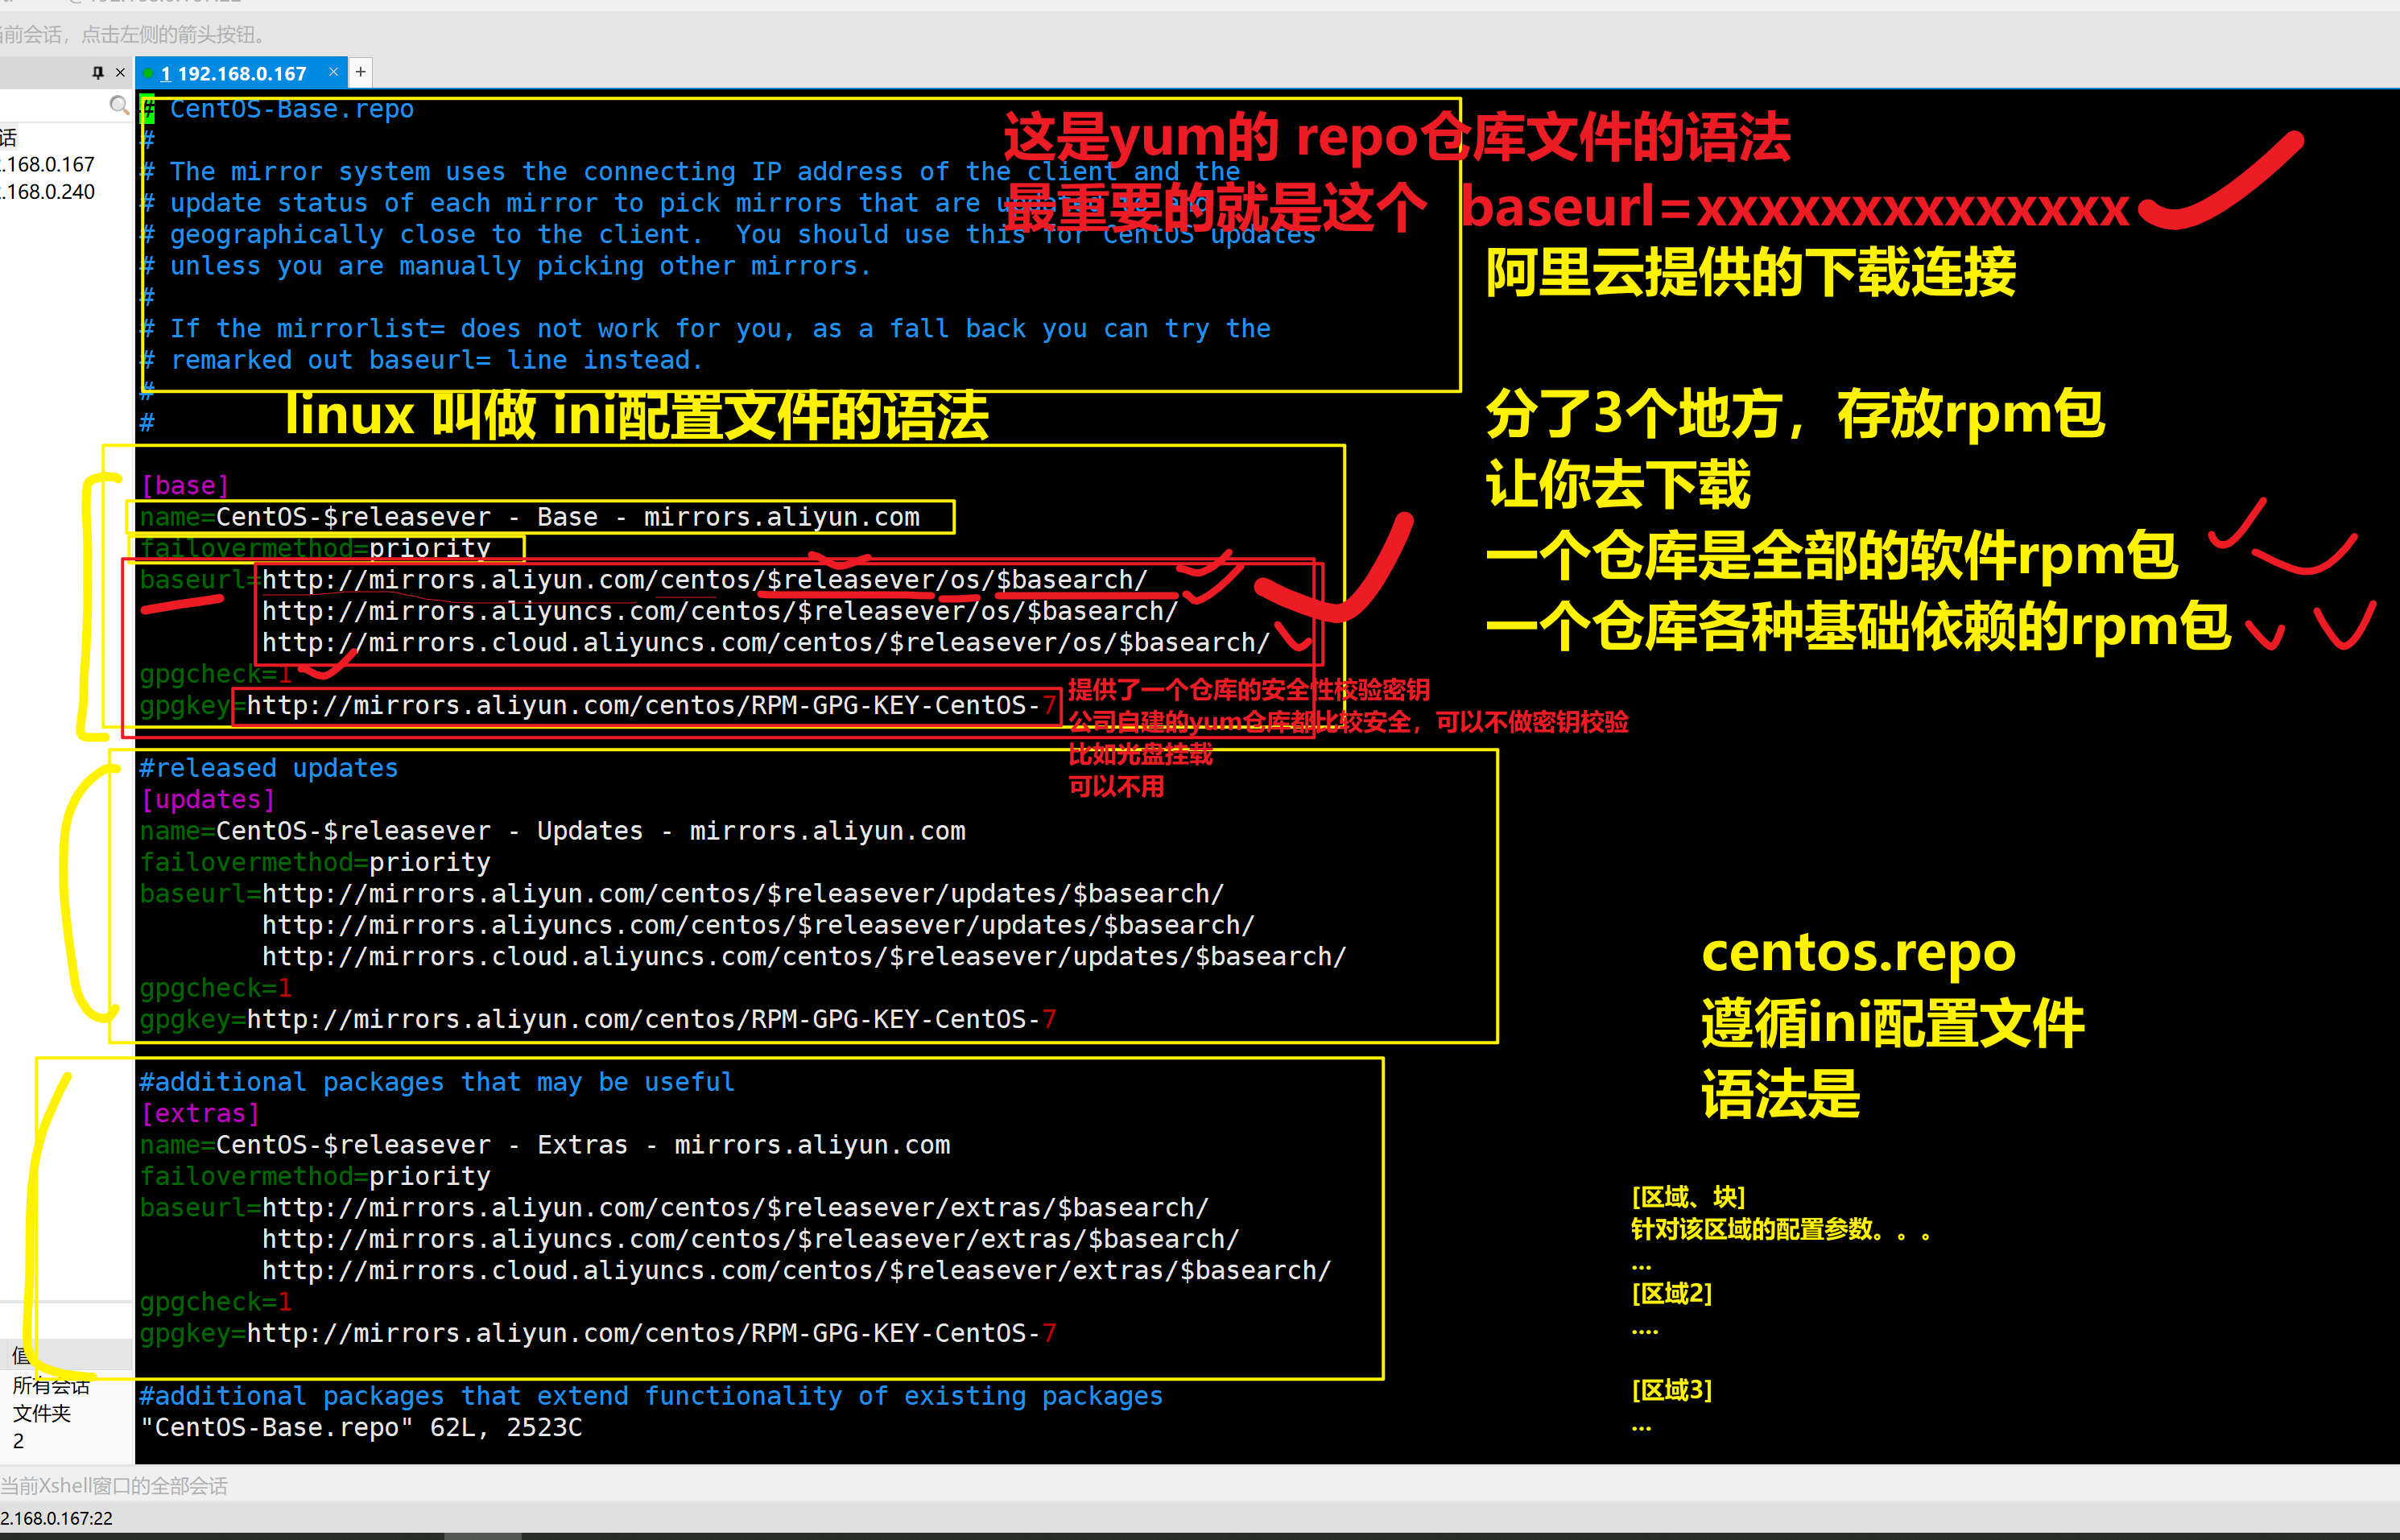 当前会话，点击左侧的箭头按钮。
1 192.168.0.167 × +
话
.168.0.167
.168.0.240
# CentOS-Base.repo
#
# The mirror system uses the connecting IP address of the client and the
# update status of each mirror to pick mirrors that are updated to and
# geographically close to the client.  You should use this for CentOS updates
# unless you are manually picking other mirrors.
#
# If the mirrorlist= does not work for you, as a fall back you can try the
# remarked out baseurl= line instead.
#
#
这是yum的 repo仓库文件的语法
最重要的就是这个 baseurl=xxxxxxxxxxxxxx
阿里云提供的下载连接
linux 叫做 ini配置文件的语法
分了3个地方，存放rpm包
让你去下载
一个仓库是全部的软件rpm包
一个仓库各种基础依赖的rpm包
[base]
name=CentOS-$releasever - Base - mirrors.aliyun.com
failovermethod=priority
baseurl=http://mirrors.aliyun.com/centos/$releasever/os/$basearch/
http://mirrors.aliyuncs.com/centos/$releasever/os/$basearch/
http://mirrors.cloud.aliyuncs.com/centos/$releasever/os/$basearch/
gpgcheck=1
gpgkey=http://mirrors.aliyun.com/centos/RPM-GPG-KEY-CentOS-7
提供了一个仓库的安全性校验密钥
公司自建的yum仓库都比较安全，可以不做密钥校验
比如光盘挂载
可以不用
#released updates
[updates]
name=CentOS-$releasever - Updates - mirrors.aliyun.com
failovermethod=priority
baseurl=http://mirrors.aliyun.com/centos/$releasever/updates/$basearch/
http://mirrors.aliyuncs.com/centos/$releasever/updates/$basearch/
http://mirrors.cloud.aliyuncs.com/centos/$releasever/updates/$basearch/
gpgcheck=1
gpgkey=http://mirrors.aliyun.com/centos/RPM-GPG-KEY-CentOS-7
centos.repo
遵循ini配置文件
语法是
#additional packages that may be useful
[extras]
name=CentOS-$releasever - Extras - mirrors.aliyun.com
failovermethod=priority
baseurl=http://mirrors.aliyun.com/centos/$releasever/extras/$basearch/
http://mirrors.aliyuncs.com/centos/$releasever/extras/$basearch/
http://mirrors.cloud.aliyuncs.com/centos/$releasever/extras/$basearch/
gpgcheck=1
gpgkey=http://mirrors.aliyun.com/centos/RPM-GPG-KEY-CentOS-7
[区域、块]
针对该区域的配置参数。。。
...
[区域2]
....
[区域3]
...
#additional packages that extend functionality of existing packages
"CentOS-Base.repo" 62L, 2523C
值
所有会话
文件夹
2
当前Xshell窗口的全部会话
2.168.0.167:22